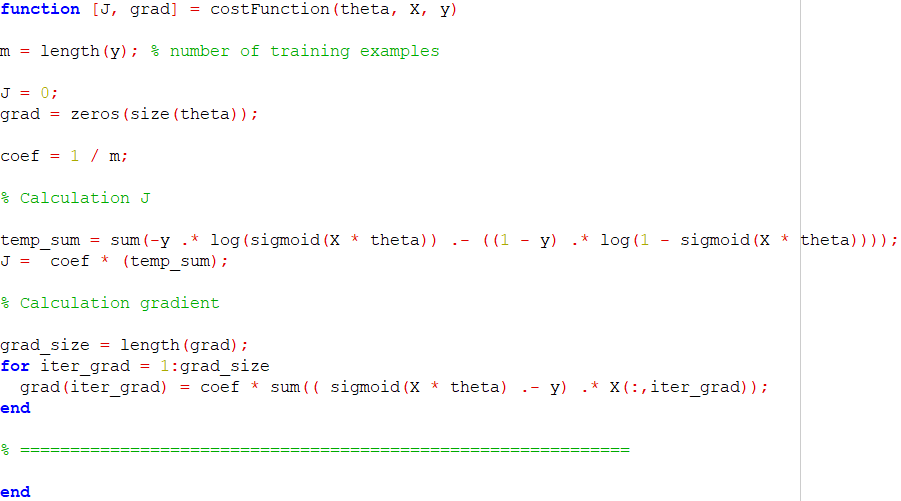 function [J, grad] = costFunction(theta, X, y)
m = length(y); % number of training examples
J = 0;
grad = zeros(size(theta));
coef = 1 / m;
% Calculation J
temp_sum = sum(-y .* log(sigmoid(X * theta)) .- ((1 - y) .* log(1 - sigmoid(X * theta))));
J =  coef * (temp_sum);
% Calculation gradient
grad_size = length(grad);
for iter_grad = 1:grad_size
  grad(iter_grad) = coef * sum(( sigmoid(X * theta) .- y) .* X(:,iter_grad));
end
% =============================================================
end